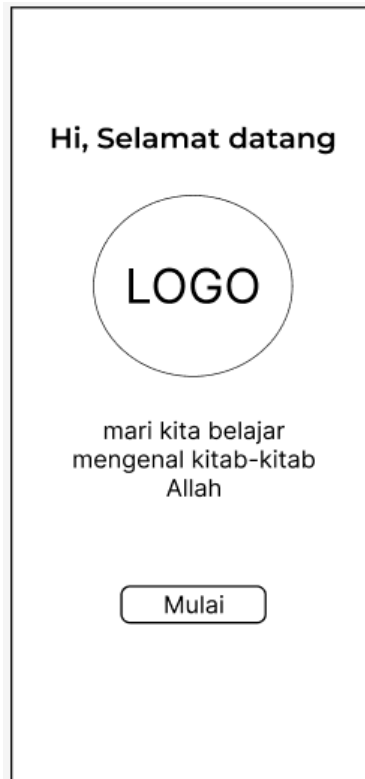 Hi, Selamat datang
LOGO
mari kita belajar
mengenal kitab-kitab
Allah
Mulai